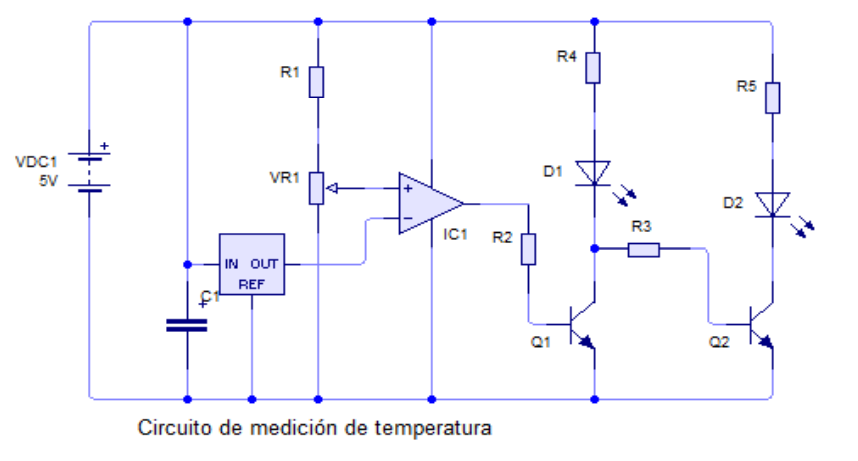 R1
R4
R5
VDC1
5V
VR1
+
−
IC1
D1
D2
R2
R3
IN OUT
REF
C1
+
Q1
Q2
+
Circuito de medición de temperatura